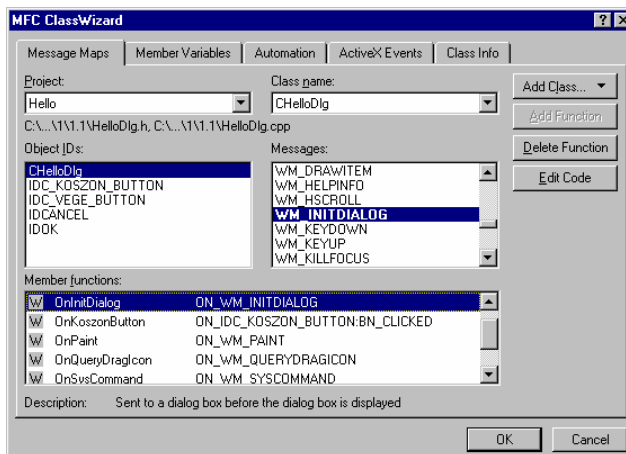 MFC ClassWizard
Message Maps Member Variables Automation ActiveX Events Class Info
Project: Class name:
Hello CHelloDlg
Add Class...
C:\...\1\1.1\HelloDlg.h, C:\...\1\1.1\HelloDlg.cpp
Add Function
Object IDs: Messages:
Delete Function
Edit Code
CHelloDlg
IDC_KOSZON_BUTTON
IDC_VEGE_BUTTON
IDCANCEL
IDOK
WM_DRAWITEM
WM_HELPINFO
WM_HSCROLL
WM_INITDIALOG
WM_KEYDOWN
WM_KEYUP
WM_KILLFOCUS
Member functions:
W OnInitDialog ON_WM_INITDIALOG
W OnKoszonButton ON_IDC_KOSZON_BUTTON:BN_CLICKED
W OnPaint ON_WM_PAINT
W OnQueryDragIcon ON_WM_QUERYDRAGICON
W OnSysCommand ON_WM_SYSCOMMAND
Description: Sent to a dialog box before the dialog box is displayed
OK Cancel